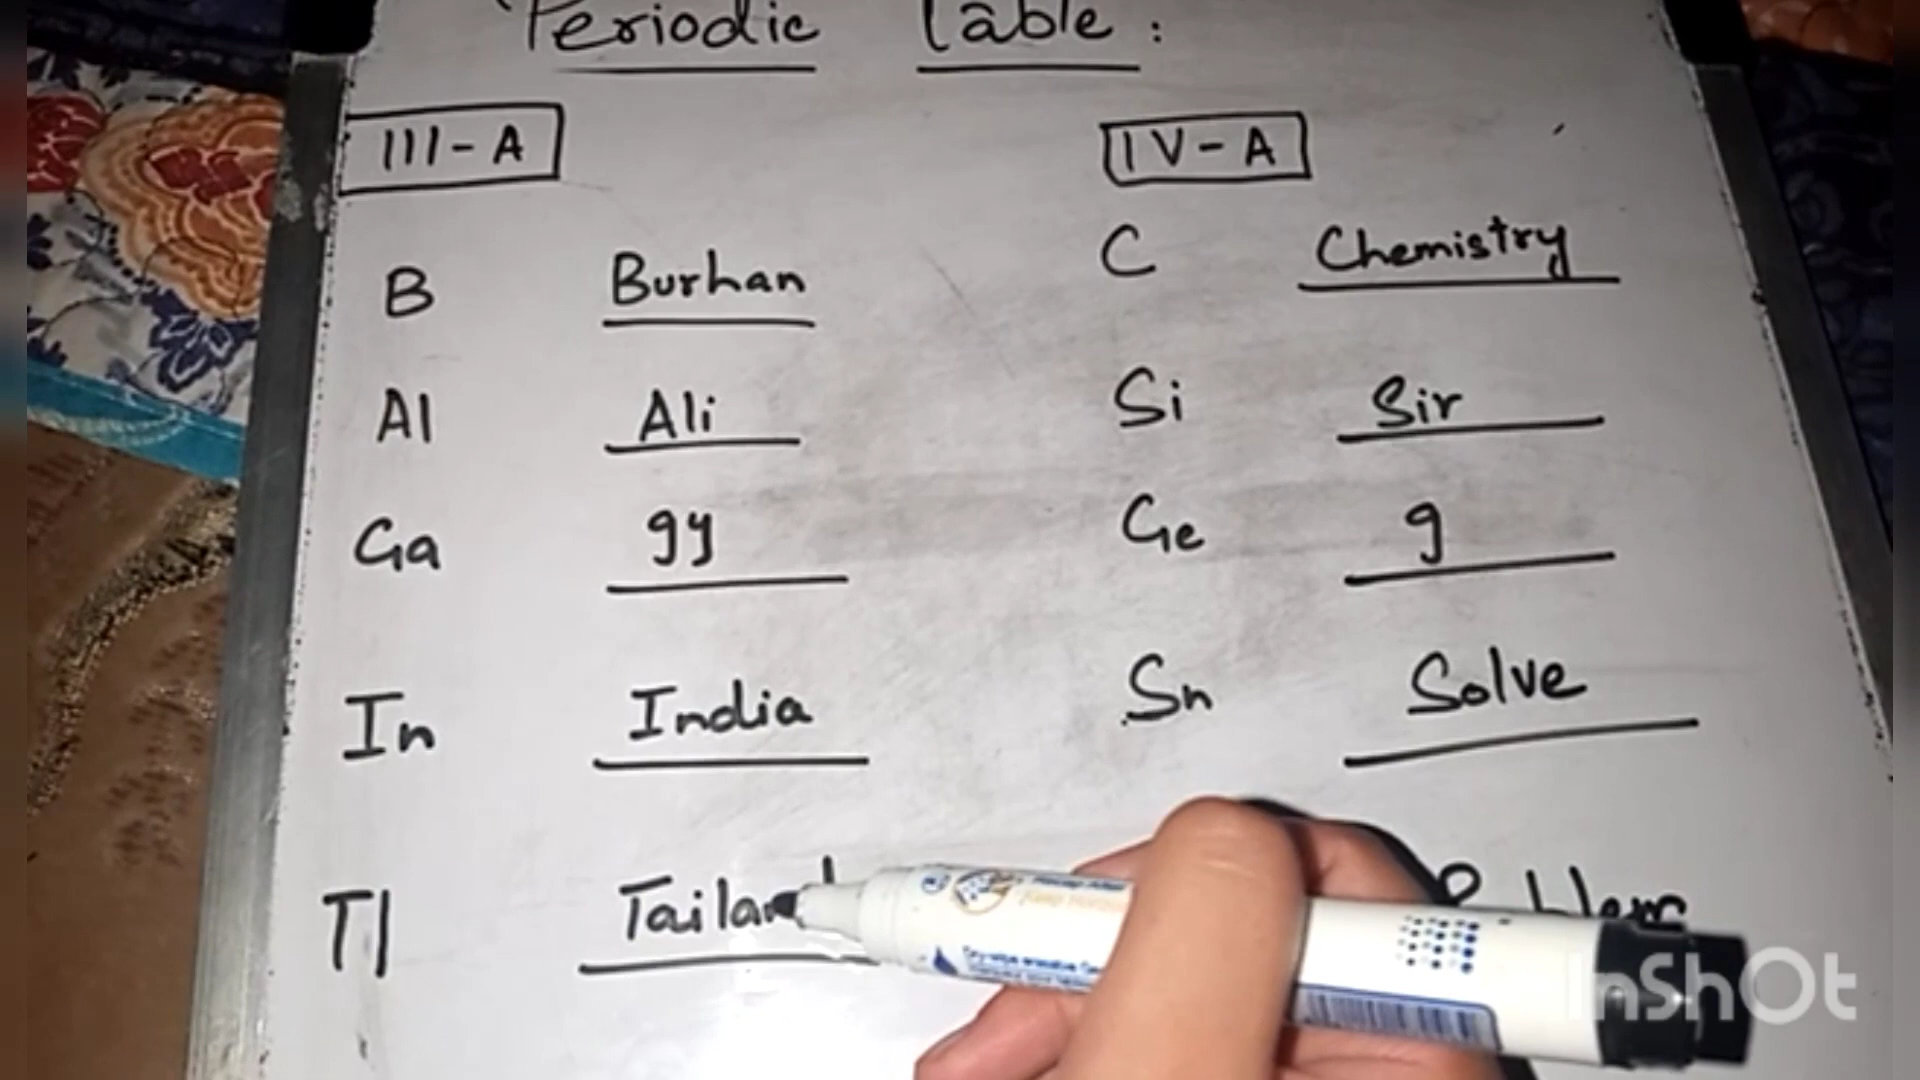 Periodic Table :
III-A IV-A
B Burhan C Chemistry
Al Ali Si Sir
Ga gy Ge g
In India Sn Solve
Tl
InShOt